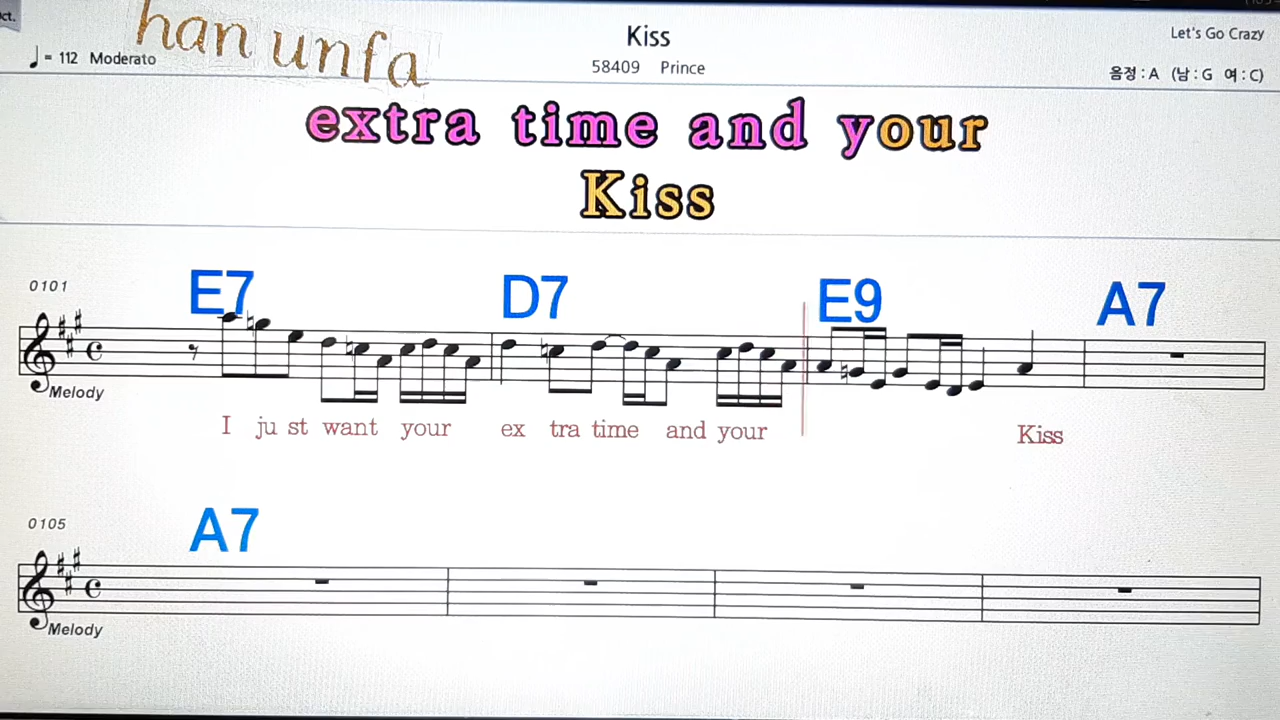 ct.
han unfa
Kiss
Let's Go Crazy
♩ = 112 Moderato
58409 Prince
음정 : A (남 : G 여 : C)
extra time and your
Kiss
0101
E7 D7 E9 A7
Melody
I ju st want your ex tra time and your Kiss
0105
A7
Melody